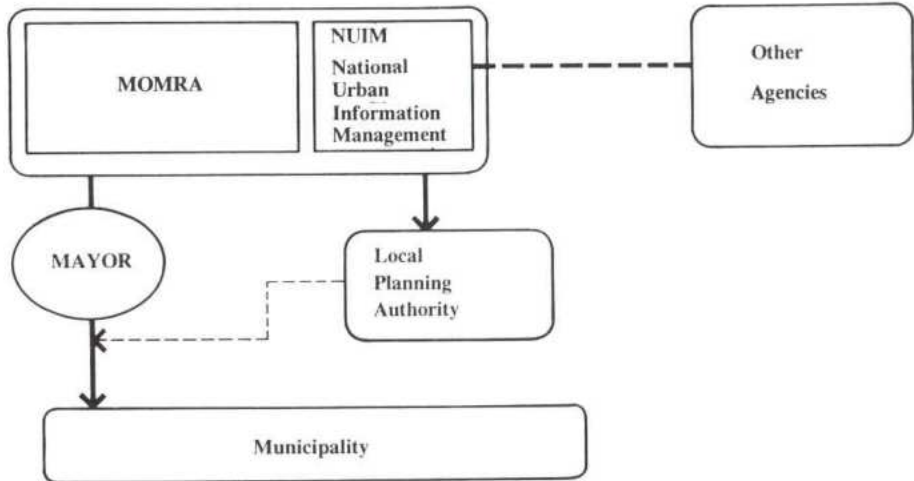 MOMRA
NUIM
National
Urban
Information
Management
Other
Agencies
MAYOR
Local
Planning
Authority
Municipality